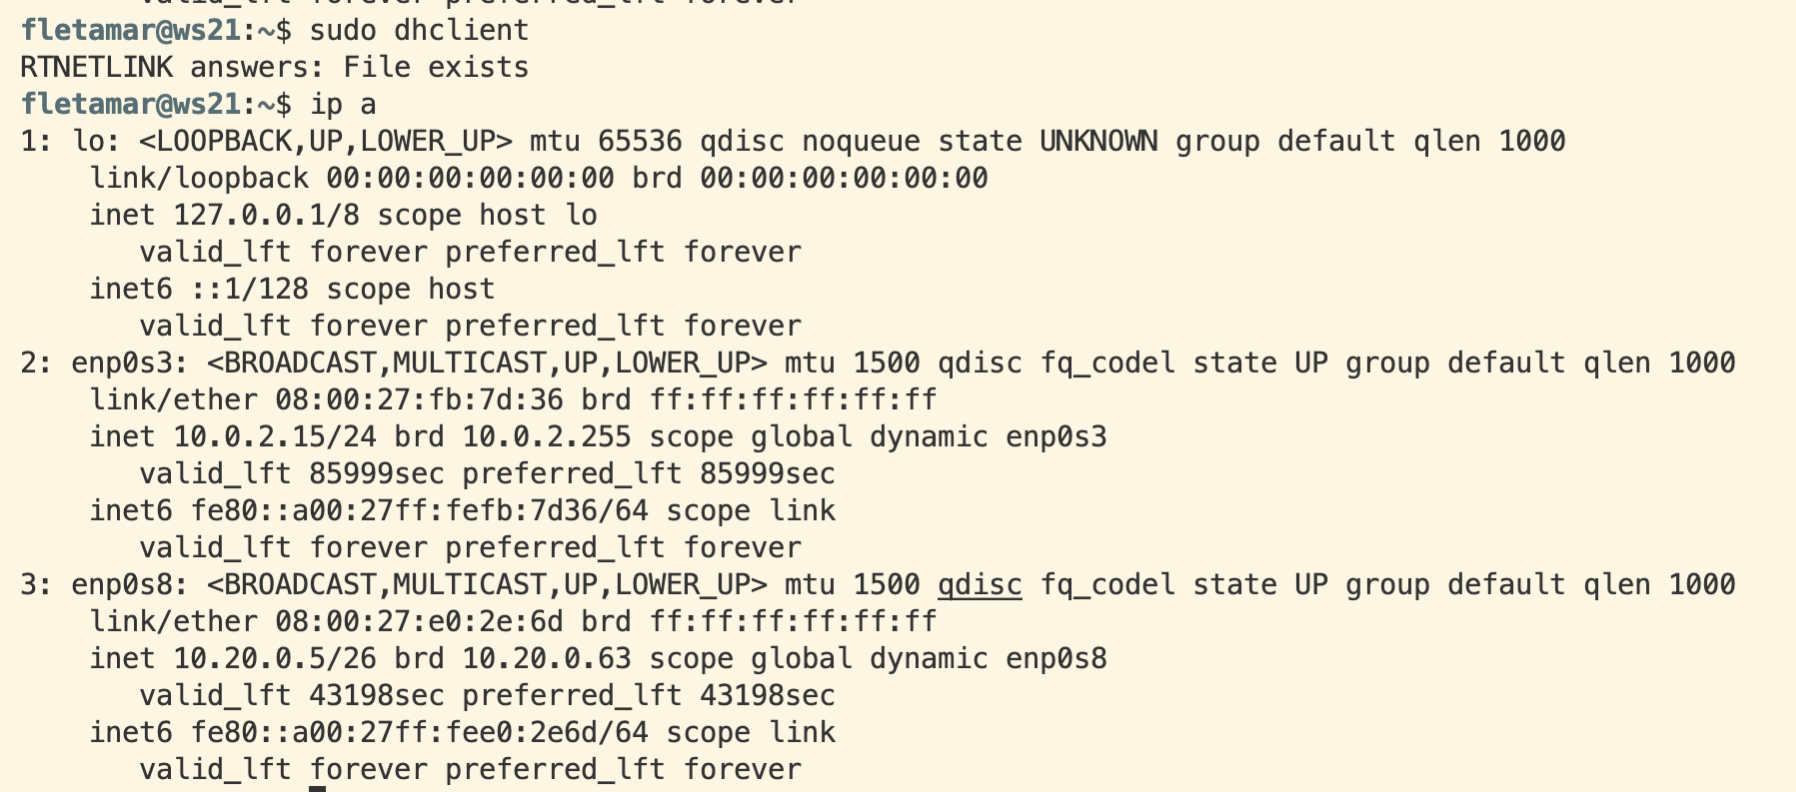 valid_lft forever preferred_lft forever
fletamar@ws21:~$ sudo dhclient
RTNETLINK answers: File exists
fletamar@ws21:~$ ip a
1: lo: <LOOPBACK,UP,LOWER_UP> mtu 65536 qdisc noqueue state UNKNOWN group default qlen 1000
    link/loopback 00:00:00:00:00:00 brd 00:00:00:00:00:00
    inet 127.0.0.1/8 scope host lo
       valid_lft forever preferred_lft forever
    inet6 ::1/128 scope host
       valid_lft forever preferred_lft forever
2: enp0s3: <BROADCAST,MULTICAST,UP,LOWER_UP> mtu 1500 qdisc fq_codel state UP group default qlen 1000
    link/ether 08:00:27:fb:7d:36 brd ff:ff:ff:ff:ff:ff
    inet 10.0.2.15/24 brd 10.0.2.255 scope global dynamic enp0s3
       valid_lft 85999sec preferred_lft 85999sec
    inet6 fe80::a00:27ff:fefb:7d36/64 scope link
       valid_lft forever preferred_lft forever
3: enp0s8: <BROADCAST,MULTICAST,UP,LOWER_UP> mtu 1500 qdisc fq_codel state UP group default qlen 1000
    link/ether 08:00:27:e0:2e:6d brd ff:ff:ff:ff:ff:ff
    inet 10.20.0.5/26 brd 10.20.0.63 scope global dynamic enp0s8
       valid_lft 43198sec preferred_lft 43198sec
    inet6 fe80::a00:27ff:fee0:2e6d/64 scope link
       valid_lft forever preferred_lft forever